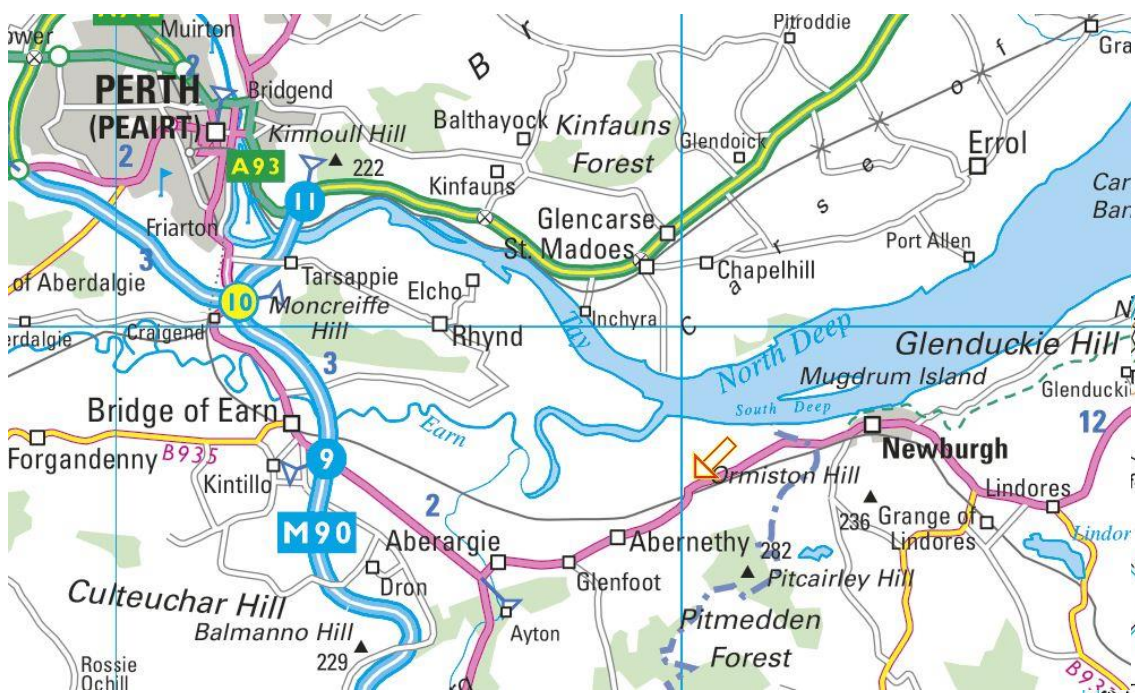 Muirton
Pitroddie
2
Bridgend
B
r
f
o
PERTH
(PEAIRT)
2
Kinnoull Hill
222
Balthayock
Kinfauns
Forest
Glendoick
e
s
Errol
A93
Kinfauns
11
Glencarse
St. Madoes
r
a
Port Allen
Friarton
3
of Aberdalgie
Tarsappie
Elcho
Chapelhill
10
Moncreiffe
Hill
Craigend
Rhynd
Inchyra
C
Tay
North Deep
Glenduckie Hill
3
Mugdrum Island
South Deep
Bridge of Earn
Earn
12
Forgandenny
B935
Newburgh
9
Kintillo
Ormiston Hill
Lindores
2
236
Grange of
Lindores
M90
Aberargie
Abernethy
282
Glenfoot
Dron
Pitcairley Hill
Culteuchar Hill
Balmanno Hill
Ayton
Pitmedden
Forest
229
Rossie
Ochill